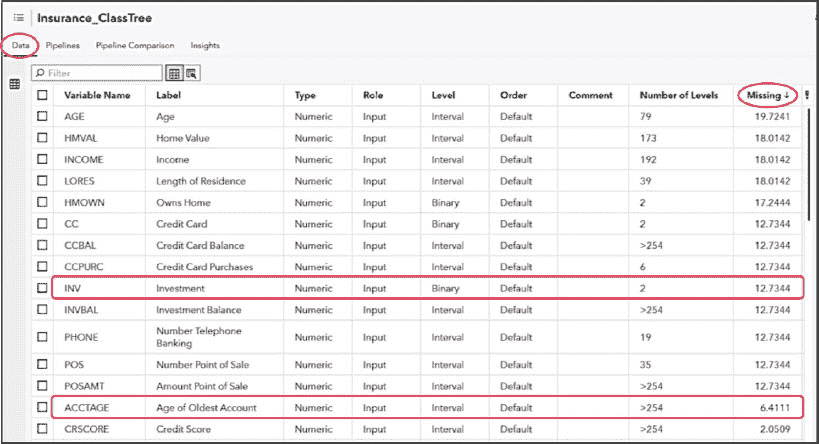 Insurance_ClassTree
Data Pipelines Pipeline Comparison Insights
Filter
Variable Name Label Type Role Level Order Comment Number of Levels Missing ↓
AGE Age Numeric Input Interval Default 79 19.7241
HMVAL Home Value Numeric Input Interval Default 173 18.0142
INCOME Income Numeric Input Interval Default 192 18.0142
LORES Length of Residence Numeric Input Interval Default 39 18.0142
HMOWN Owns Home Numeric Input Binary Default 2 17.2444
CC Credit Card Numeric Input Binary Default 2 12.7344
CCBAL Credit Card Balance Numeric Input Interval Default >254 12.7344
CCPURC Credit Card Purchases Numeric Input Interval Default 6 12.7344
INV Investment Numeric Input Binary Default 2 12.7344
INVBAL Investment Balance Numeric Input Interval Default >254 12.7344
PHONE Number Telephone Banking Numeric Input Interval Default 19 12.7344
POS Number Point of Sale Numeric Input Interval Default 35 12.7344
POSAMT Amount Point of Sale Numeric Input Interval Default >254 12.7344
ACCTAGE Age of Oldest Account Numeric Input Interval Default >254 6.4111
CRSCORE Credit Score Numeric Input Interval Default >254 2.0509